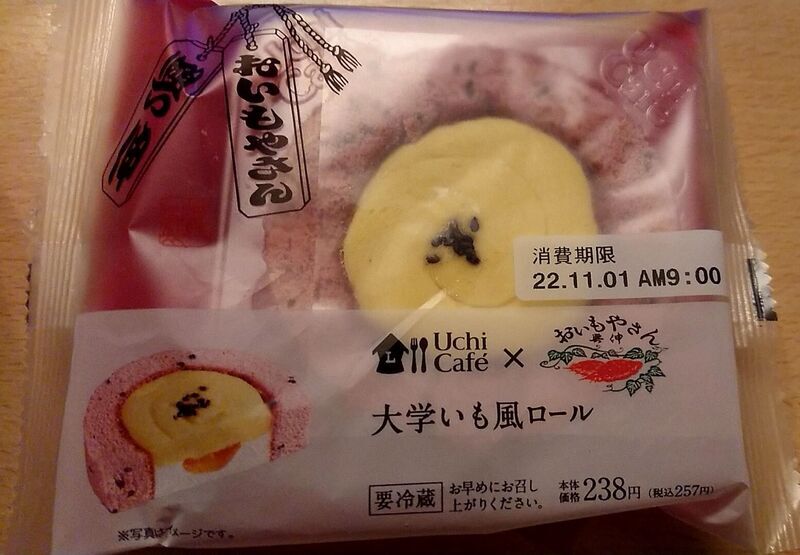 おいもやさん
消費期限
22.11.01 AM9:00
Uchi
Café
×
おいもやさん
興伸
大学いも風ロール
要冷蔵
お早めにお召し
上がりください。
本体
価格 238円 (税込257円)
※写真はイメージです。